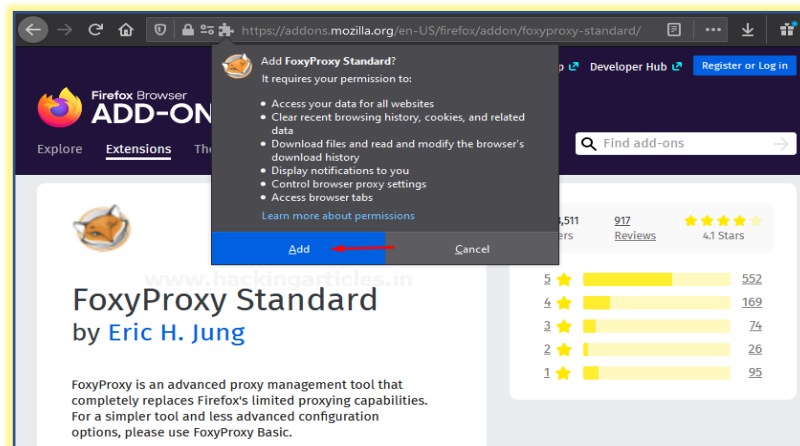 https://addons.mozilla.org/en-US/firefox/addon/foxyproxy-standard/
Add FoxyProxy Standard?
It requires your permission to:
• Access your data for all websites
• Clear recent browsing history, cookies, and related
data
• Download files and read and modify the browser's
download history
• Display notifications to you
• Control browser proxy settings
• Access browser tabs
Learn more about permissions
Add
Cancel
Developer Hub
Register or Log in
Firefox Browser
ADD-ON
Explore
Extensions
Find add-ons
,511
917
Reviews
4.1 Stars
5 552
4 169
3 74
2 26
1 95
www.hackingarticles.in
FoxyProxy Standard
by Eric H. Jung
FoxyProxy is an advanced proxy management tool that
completely replaces Firefox's limited proxying capabilities.
For a simpler tool and less advanced configuration
options, please use FoxyProxy Basic.